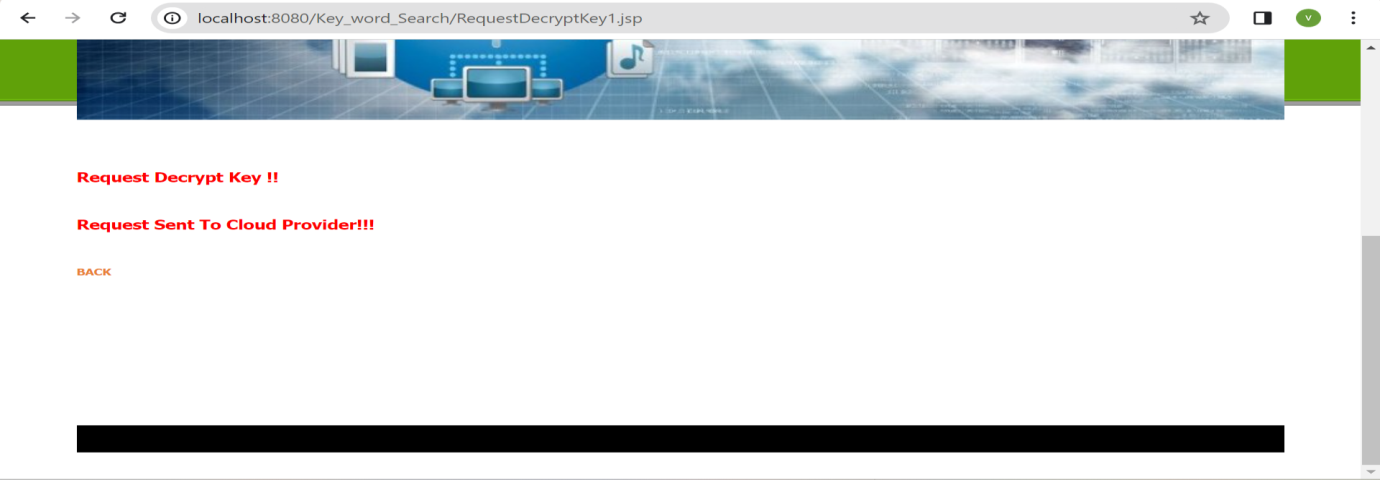 localhost:8080/Key_word_Search/RequestDecryptKey1.jsp
V
Request Decrypt Key !!
Request Sent To Cloud Provider!!!
BACK